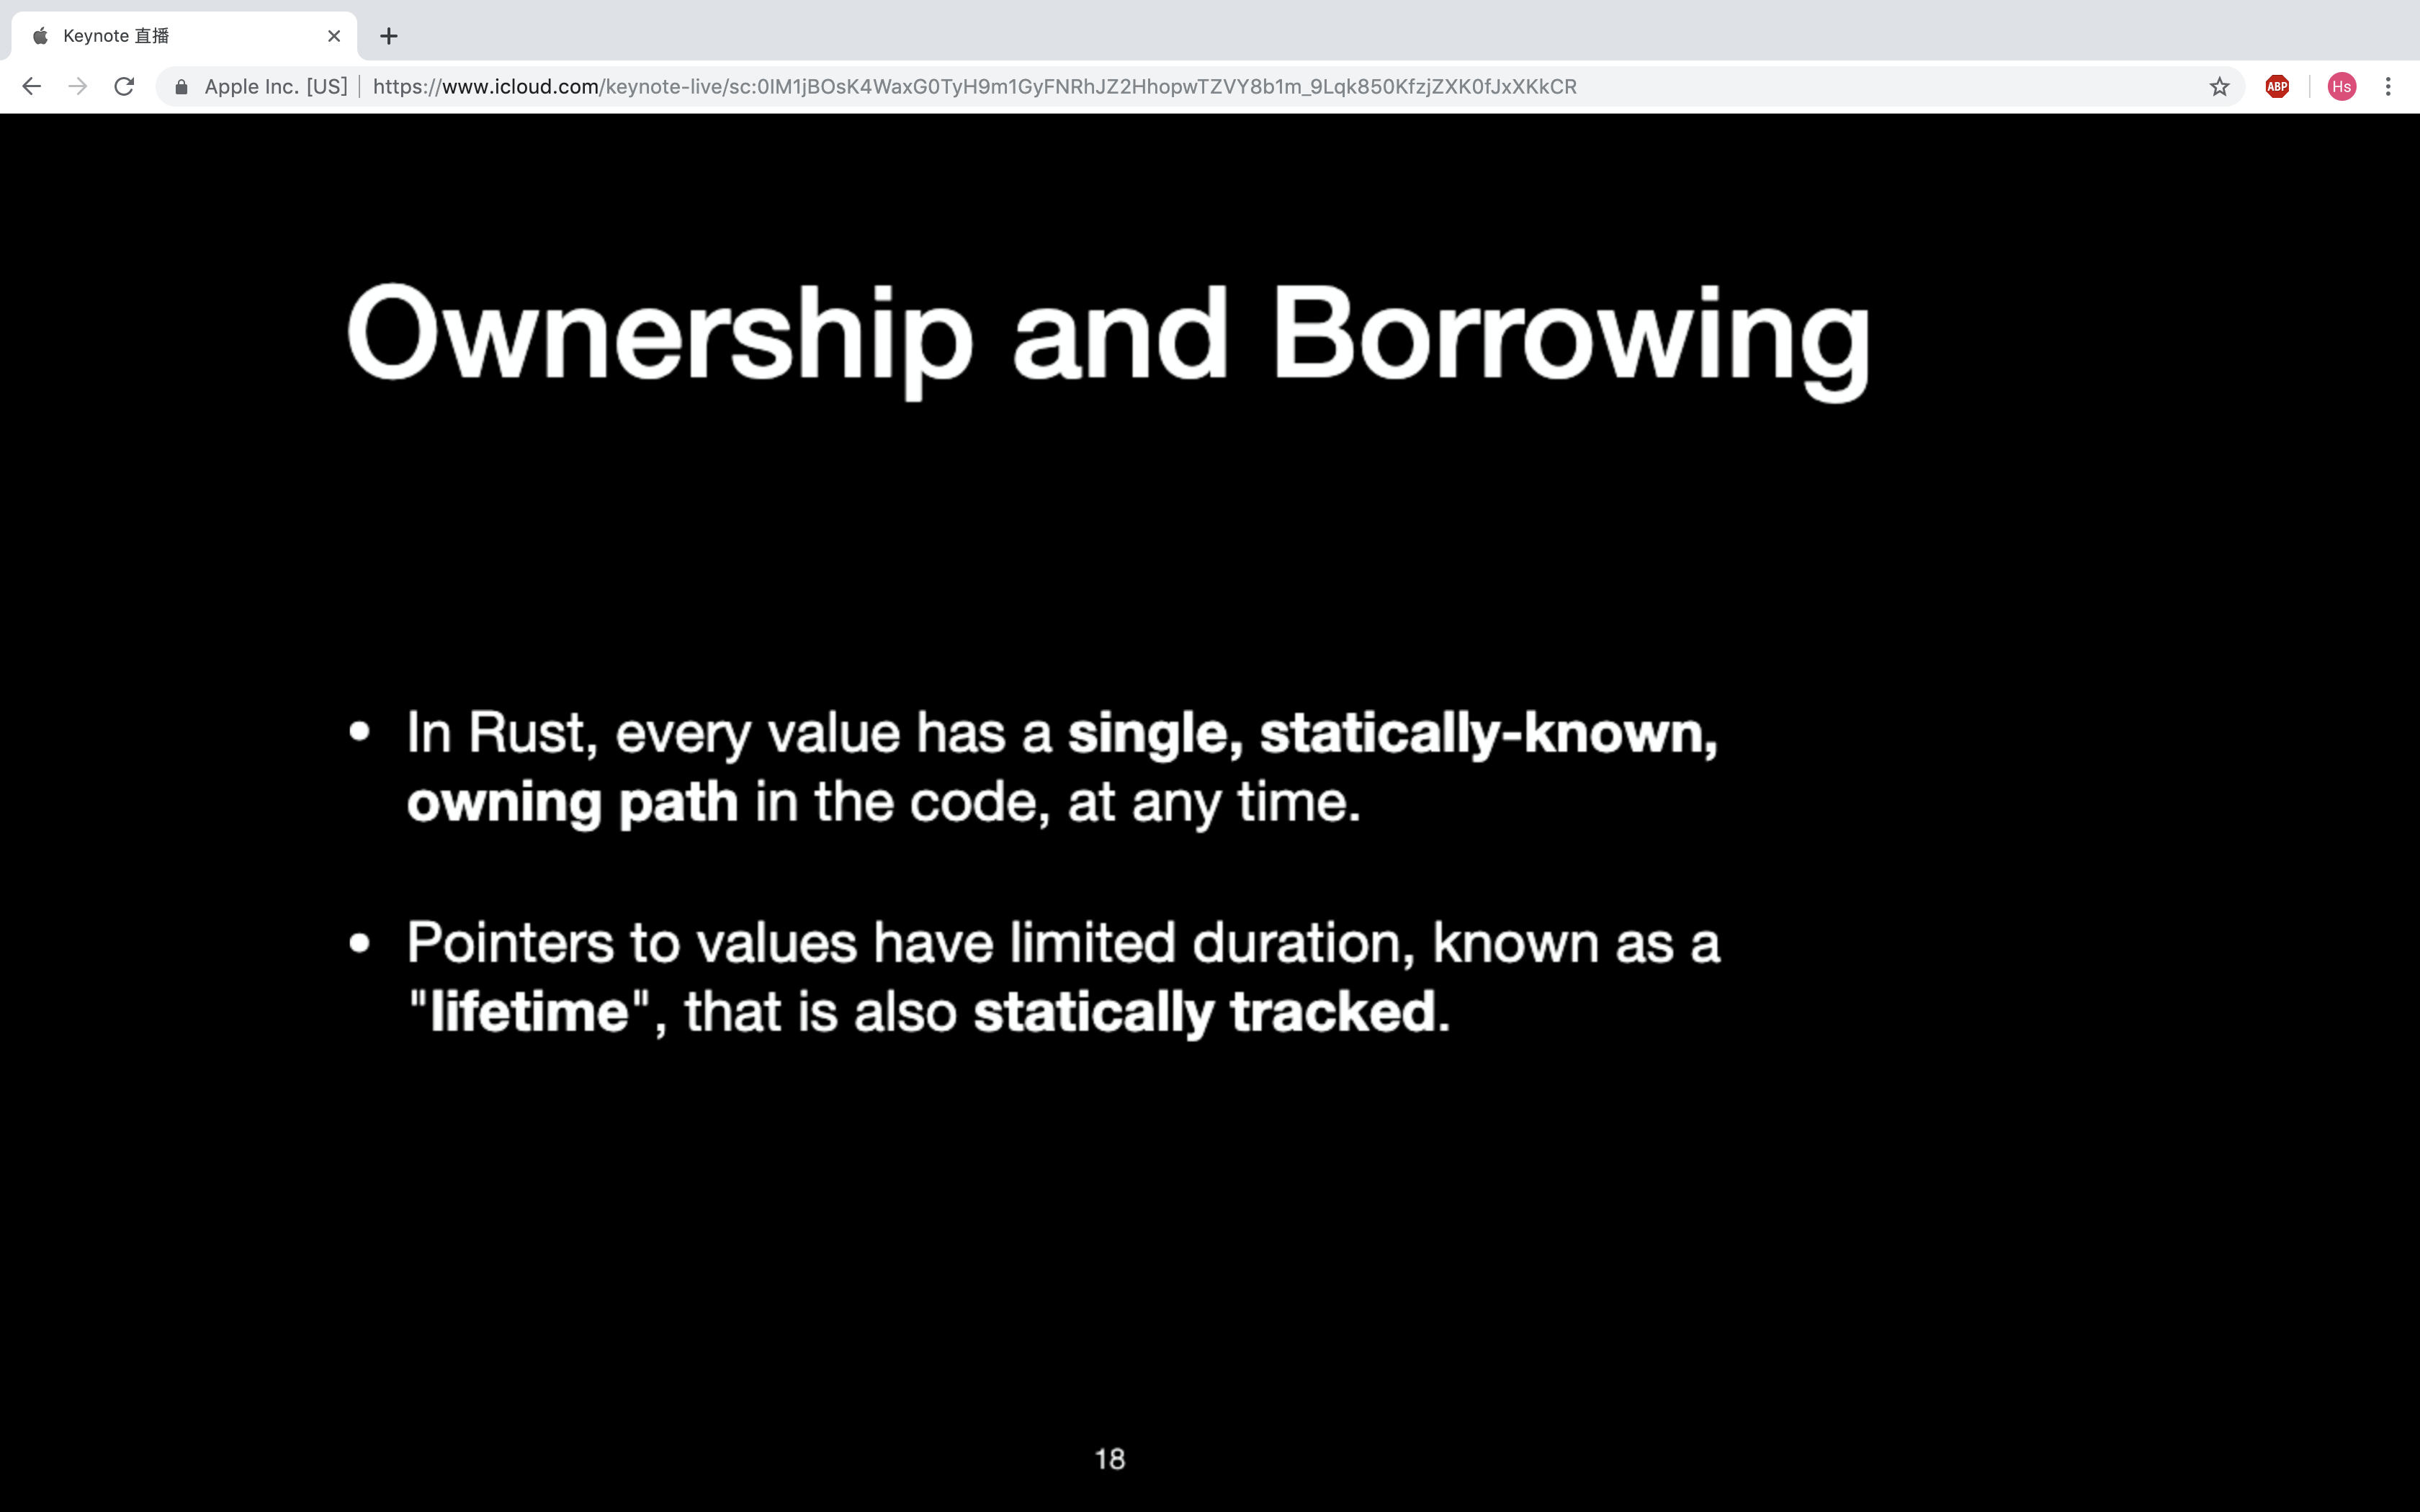 Keynote 直播
Apple Inc. [US] https://www.icloud.com/keynote-live/sc:0IM1jBOsK4WaxG0TyH9m1GyFNRhJZ2HhopwTZVY8b1m_9Lqk850KfzjZXK0fJxXKkCR
ABP
Hs
Ownership and Borrowing
• In Rust, every value has a single, statically-known,
owning path in the code, at any time.
• Pointers to values have limited duration, known as a
"lifetime", that is also statically tracked.
18